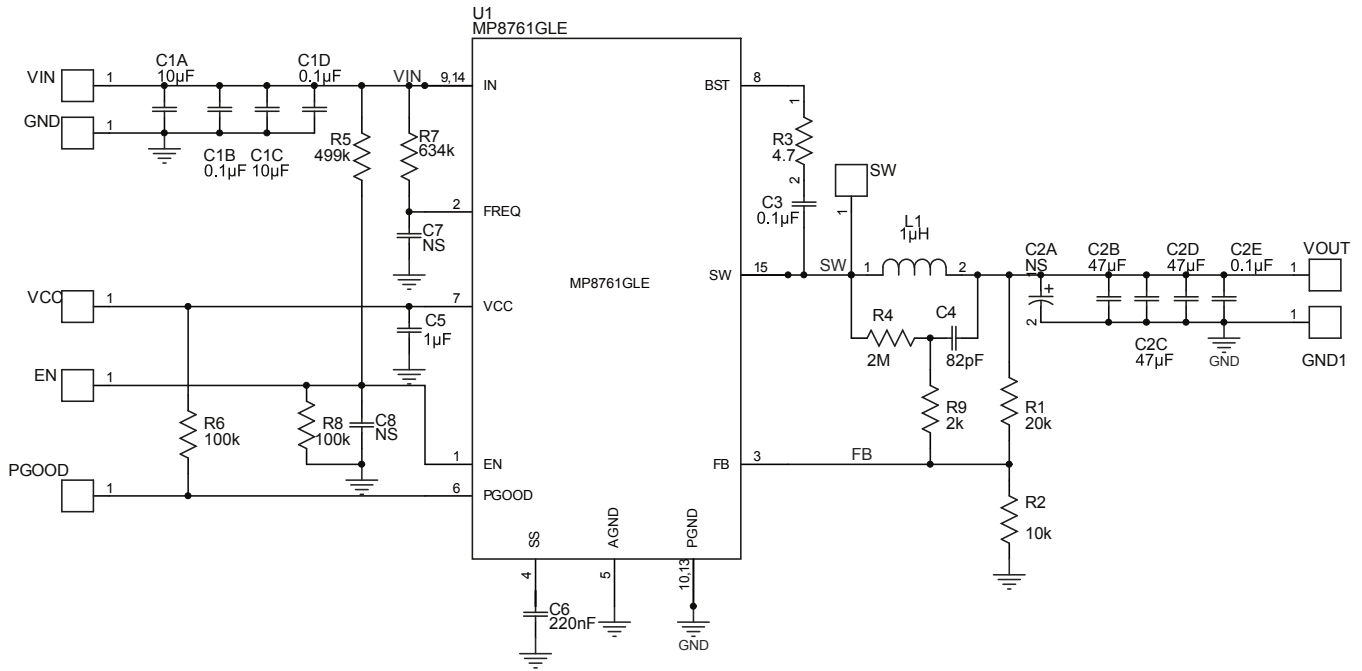 U1
MP8761GLE
VIN
1
C1A
10µF
C1D
0.1µF
VIN
9,14
IN
GND
1
C1B
0.1µF
C1C
10µF
R5
499k
R7
634k
2
FREQ
C7
NS
VCC
1
7
VCC
C5
1µF
EN
1
R6
100k
R8
100k
C8
NS
1
EN
PGOOD
1
6
PGOOD
MP8761GLE
SS
AGND
PGND
4
5
10,13
C6
220nF
GND
BST
8
1
R3
4.7
2
C3
0.1µF
SW
1
SW
15
SW
L1
1µH
1
2
R4
2M
C4
82pF
R9
2k
R1
20k
FB
3
FB
R2
10k
C2A
NS
1
+
2
C2B
47µF
C2C
47µF
C2D
47µF
C2E
0.1µF
GND
VOUT
1
1
GND1